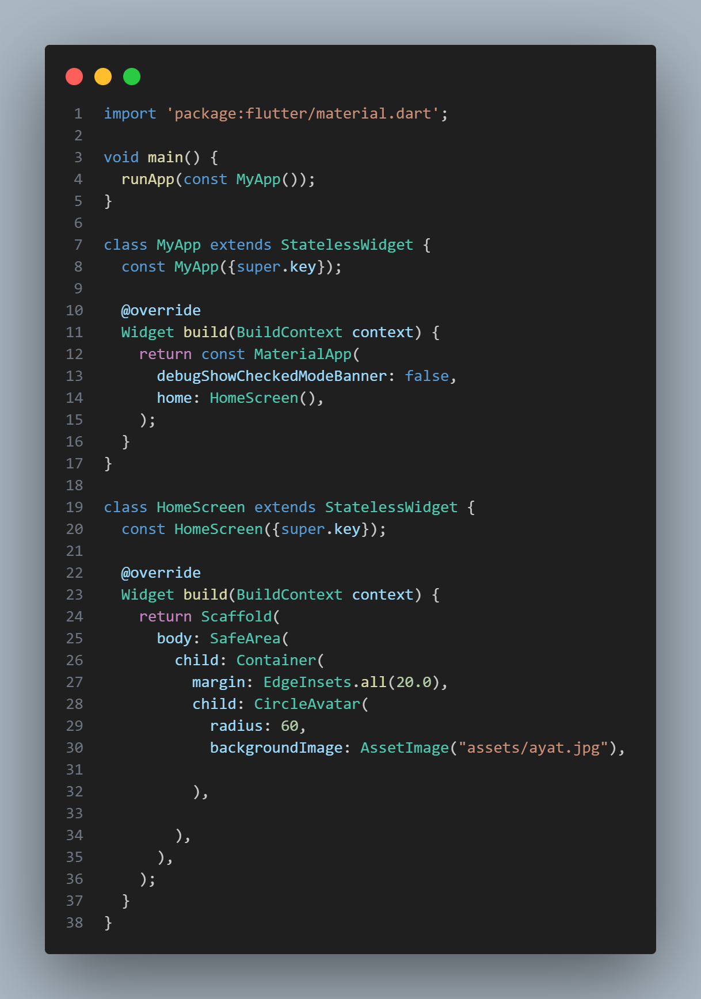 1 import 'package:flutter/material.dart';
2
3 void main() {
4   runApp(const MyApp());
5 }
6
7 class MyApp extends StatelessWidget {
8   const MyApp({super.key});
9
10   @override
11   Widget build(BuildContext context) {
12     return const MaterialApp(
13       debugShowCheckedModeBanner: false,
14       home: HomeScreen(),
15     );
16   }
17 }
18
19 class HomeScreen extends StatelessWidget {
20   const HomeScreen({super.key});
21
22   @override
23   Widget build(BuildContext context) {
24     return Scaffold(
25       body: SafeArea(
26         child: Container(
27           margin: EdgeInsets.all(20.0),
28           child: CircleAvatar(
29             radius: 60,
30             backgroundImage: AssetImage("assets/ayat.jpg"),
31
32           ),
33
34         ),
35       ),
36     );
37   }
38 }